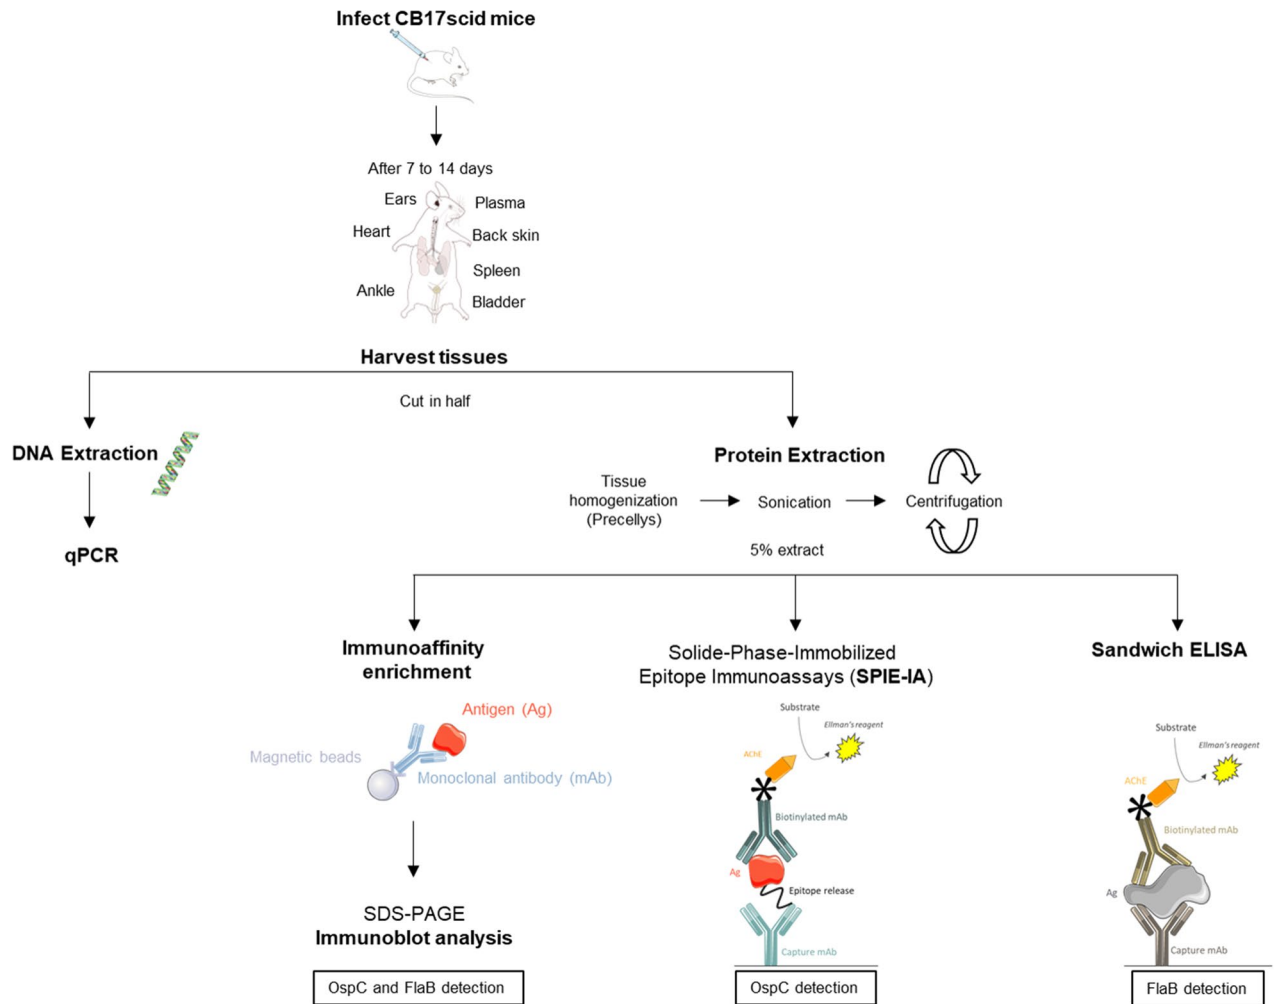 Infect CB17scid mice
After 7 to 14 days
Ears
Plasma
Heart
Back skin
Spleen
Ankle
Bladder
Harvest tissues
Cut in half
DNA Extraction
qPCR
Protein Extraction
Tissue
homogenization
(Precellys)
Sonication
Centrifugation
5% extract
Immunoaffinity
enrichment
Antigen (Ag)
Magnetic beads
Monoclonal antibody (mAb)
SDS-PAGE
Immunoblot analysis
OspC and FlaB detection
Solide-Phase-Immobilized
Epitope Immunoassays (SPIE-IA)
Substrate
Ellman's reagent
AChE
Biotinylated mAb
Ag
Epitope release
Capture mAb
OspC detection
Sandwich ELISA
Substrate
Ellman's reagent
AChE
Biotinylated mAb
Ag
Capture mAb
FlaB detection